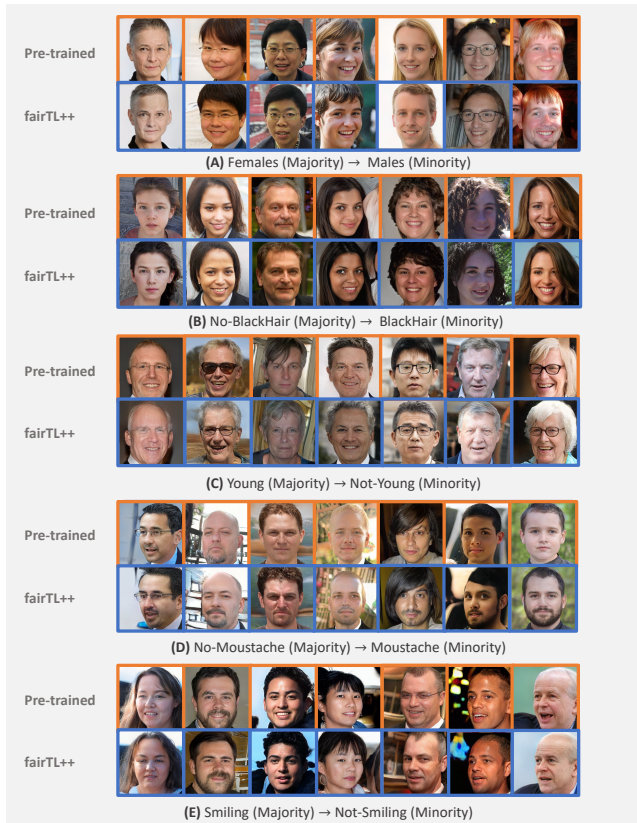 Pre-trained
fairTL++
(A) Females (Majority) → Males (Minority)
Pre-trained
fairTL++
(B) No-BlackHair (Majority) → BlackHair (Minority)
Pre-trained
fairTL++
(C) Young (Majority) → Not-Young (Minority)
Pre-trained
fairTL++
(D) No-Moustache (Majority) → Moustache (Minority)
Pre-trained
fairTL++
(E) Smiling (Majority) → Not-Smiling (Minority)